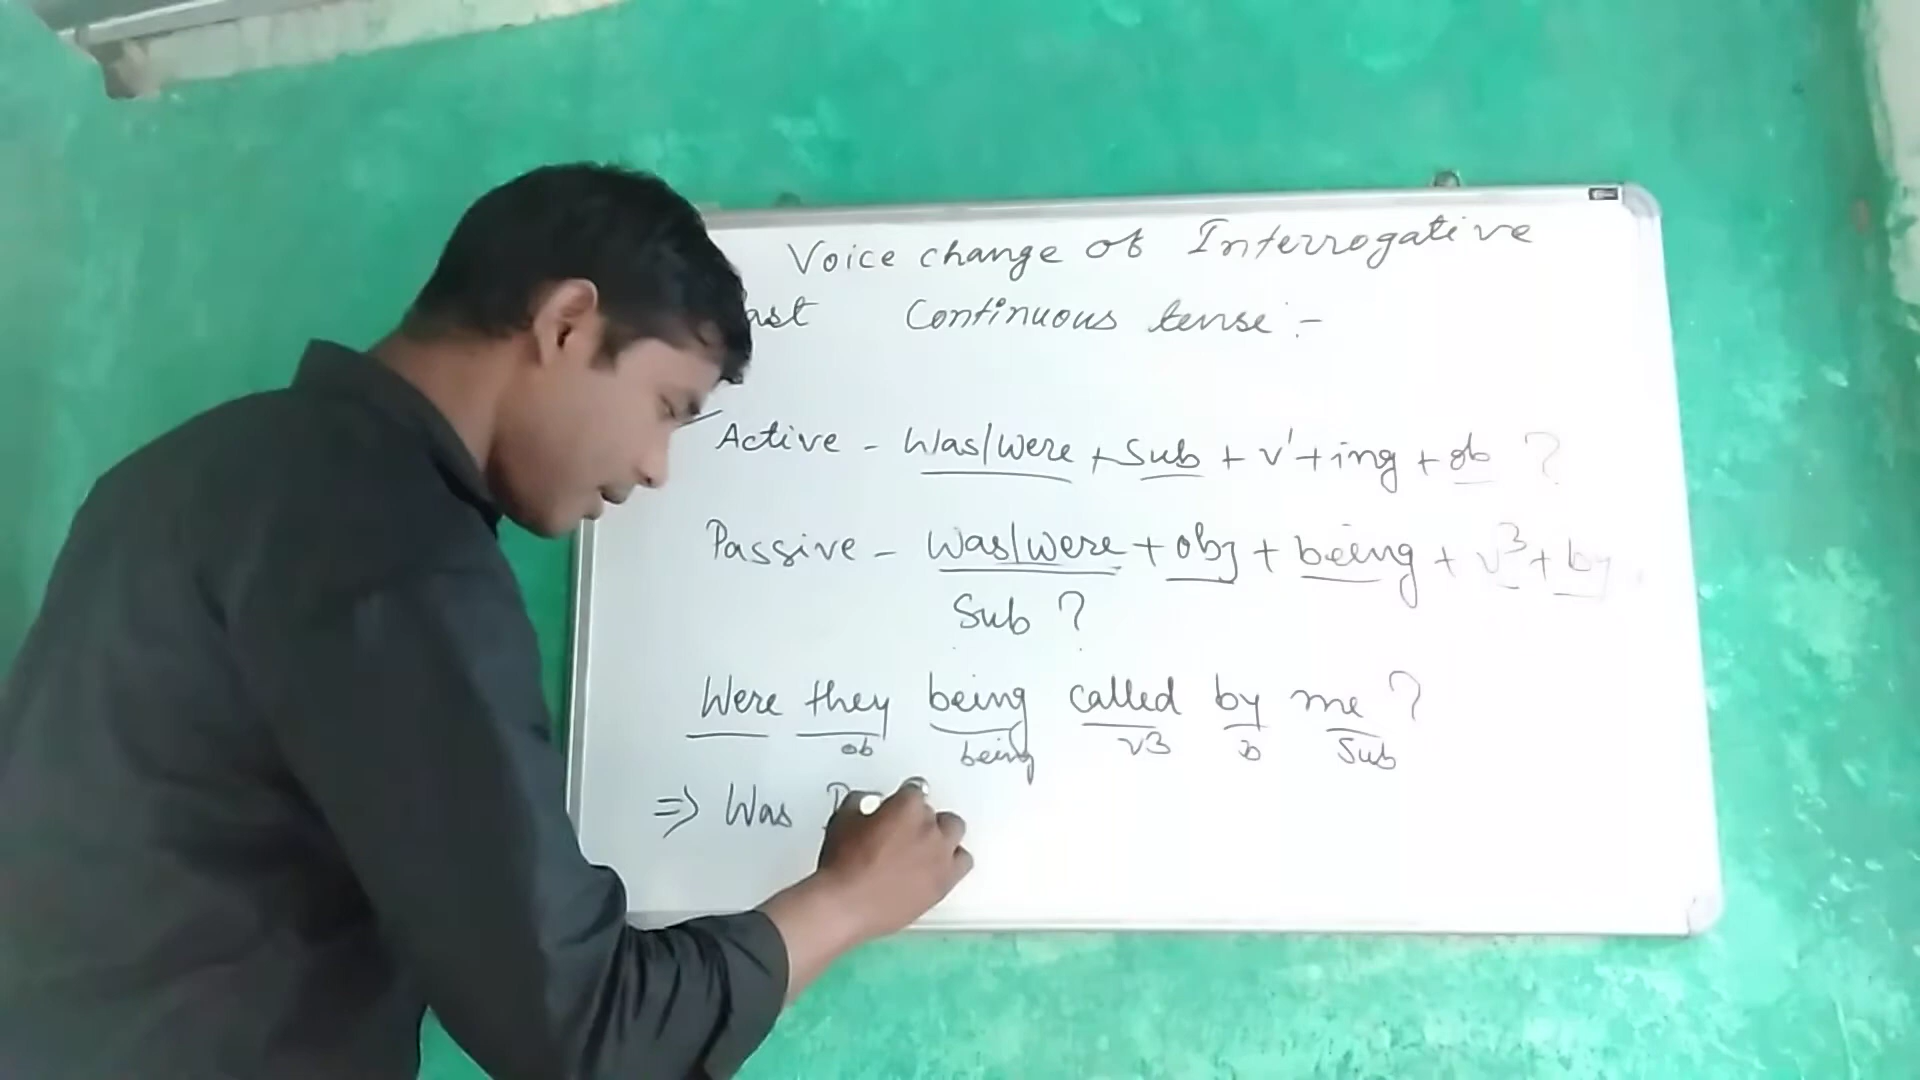 Voice change of Interrogative
ast Continuous tense :-
Active - Was/were + Sub + v¹ + ing + ob ?
Passive - Was/were + obj + being + v³ + by
Sub ?
Were they being called by me ?
ob being v3 b Sub
=> Was I